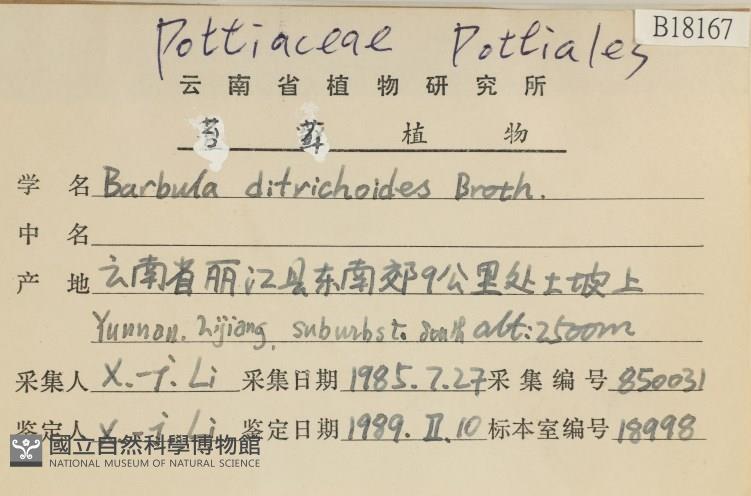 B18167
Pottiaceae Pottiales
云南省植物研究所
苔藓植物
学名 Barbula ditrichoides Broth.
中名
产地 云南省丽江县东南郊9公里处土坡上
Yunnan. Lijiang, suburbs to south alt: 2500m
采集人 X.-j. Li 采集日期 1985.7.27 采集编号 850031
鉴定人 X.-j. Li 鉴定日期 1989.II.10 标本室编号 18998
國立自然科學博物館
NATIONAL MUSEUM OF NATURAL SCIENCE